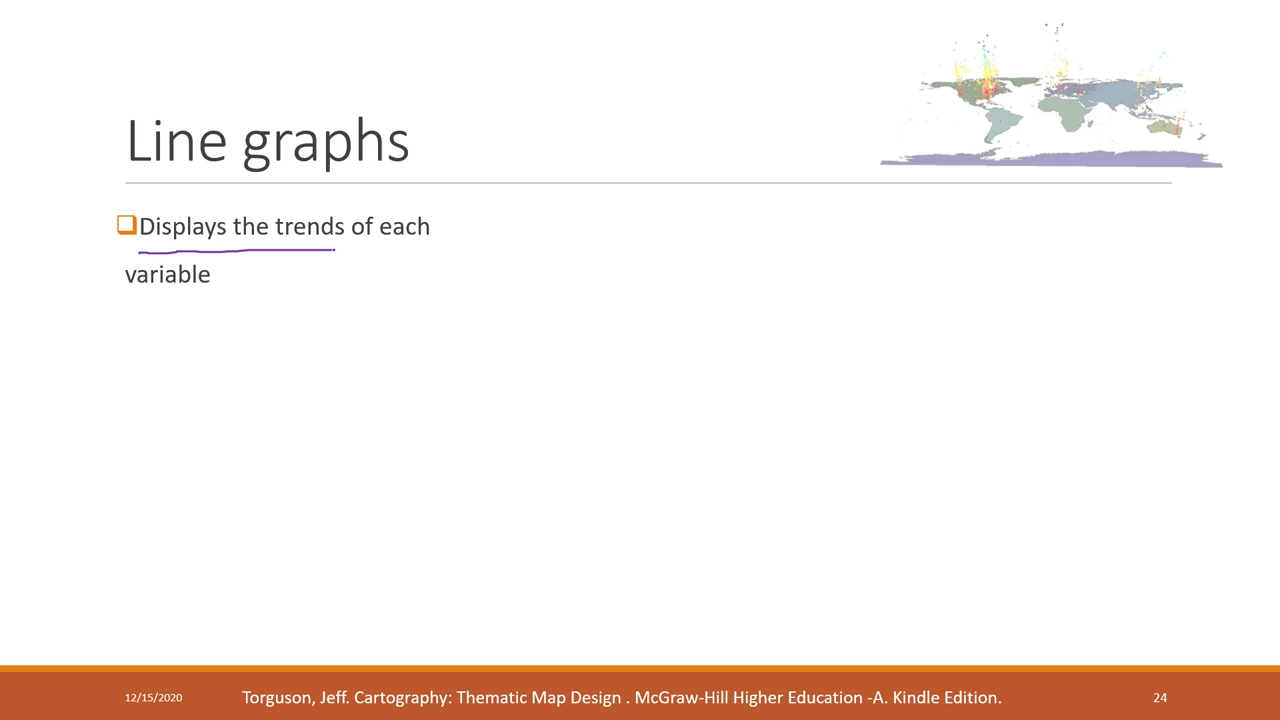 Line graphs
Displays the trends of each
variable
12/15/2020
Torguson, Jeff. Cartography: Thematic Map Design . McGraw-Hill Higher Education -A. Kindle Edition.
24